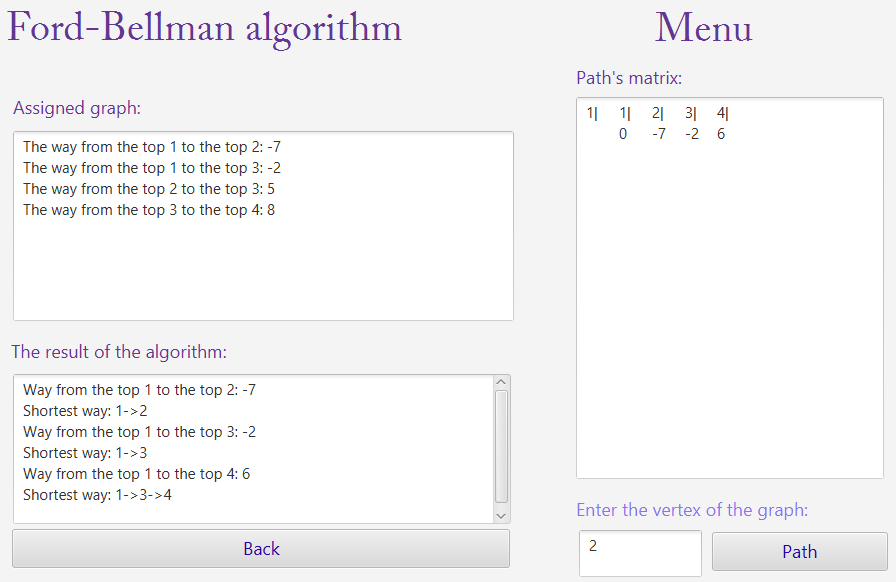 Ford-Bellman algorithm
Assigned graph:
The way from the top 1 to the top 2: -7
The way from the top 1 to the top 3: -2
The way from the top 2 to the top 3: 5
The way from the top 3 to the top 4: 8
The result of the algorithm:
Way from the top 1 to the top 2: -7
Shortest way: 1->2
Way from the top 1 to the top 3: -2
Shortest way: 1->3
Way from the top 1 to the top 4: 6
Shortest way: 1->3->4
Back
Menu
Path's matrix:
1| 1| 2| 3| 4|
0 -7 -2 6
Enter the vertex of the graph:
2
Path